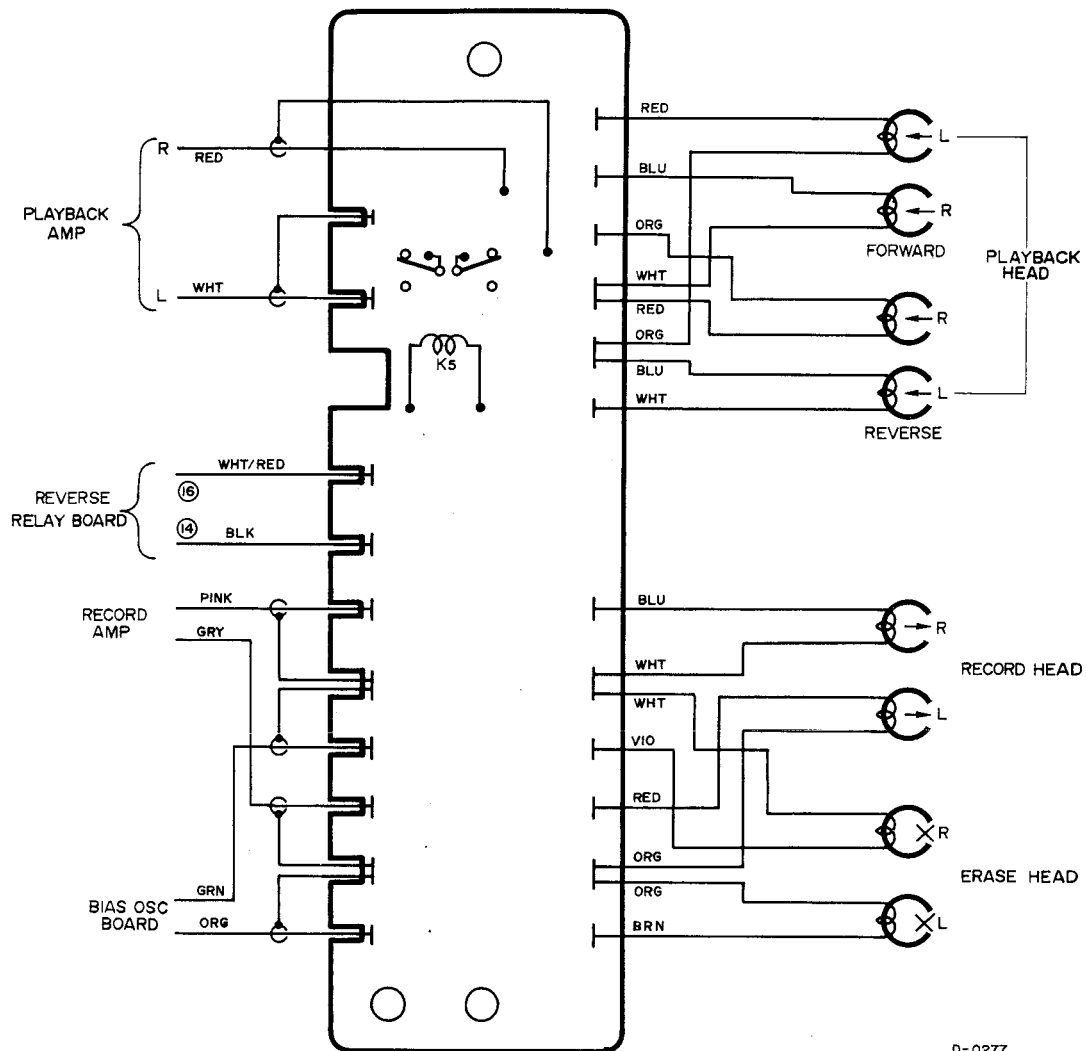 PLAYBACK
AMP
R
RED
L
WHT
K5
REVERSE
RELAY BOARD
WHT/RED
16
14
BLK
RECORD
AMP
PINK
GRY
BIAS OSC
BOARD
GRN
ORG
RED
BLU
ORG
WHT
RED
ORG
BLU
WHT
L
R
FORWARD
R
L
REVERSE
PLAYBACK
HEAD
BLU
WHT
WHT
VIO
RED
ORG
ORG
BRN
R
L
RECORD HEAD
R
L
ERASE HEAD
D-0277